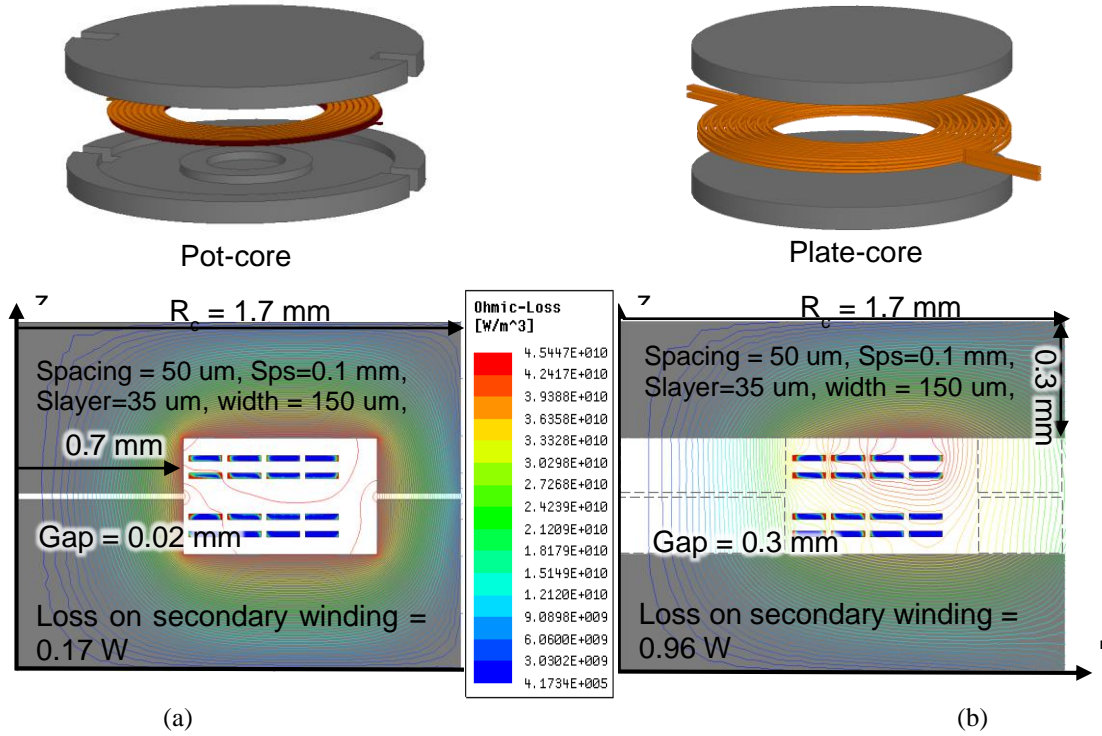 Pot-core
Plate-core
z
R_c = 1.7 mm
Spacing = 50 um, Sps=0.1 mm,
Slayer=35 um, width = 150 um,
0.7 mm
Gap = 0.02 mm
Loss on secondary winding =
0.17 W
Ohmic-Loss
[W/m^3]
4.5447E+010
4.2417E+010
3.9388E+010
3.6358E+010
3.3328E+010
3.0298E+010
2.7268E+010
2.4239E+010
2.1209E+010
1.8179E+010
1.5149E+010
1.2120E+010
9.0898E+009
6.0600E+009
3.0302E+009
4.1734E+005
z
R_c = 1.7 mm
Spacing = 50 um, Sps=0.1 mm,
Slayer=35 um, width = 150 um,
0.3 mm
Gap = 0.3 mm
Loss on secondary winding =
0.96 W
(a)
(b)